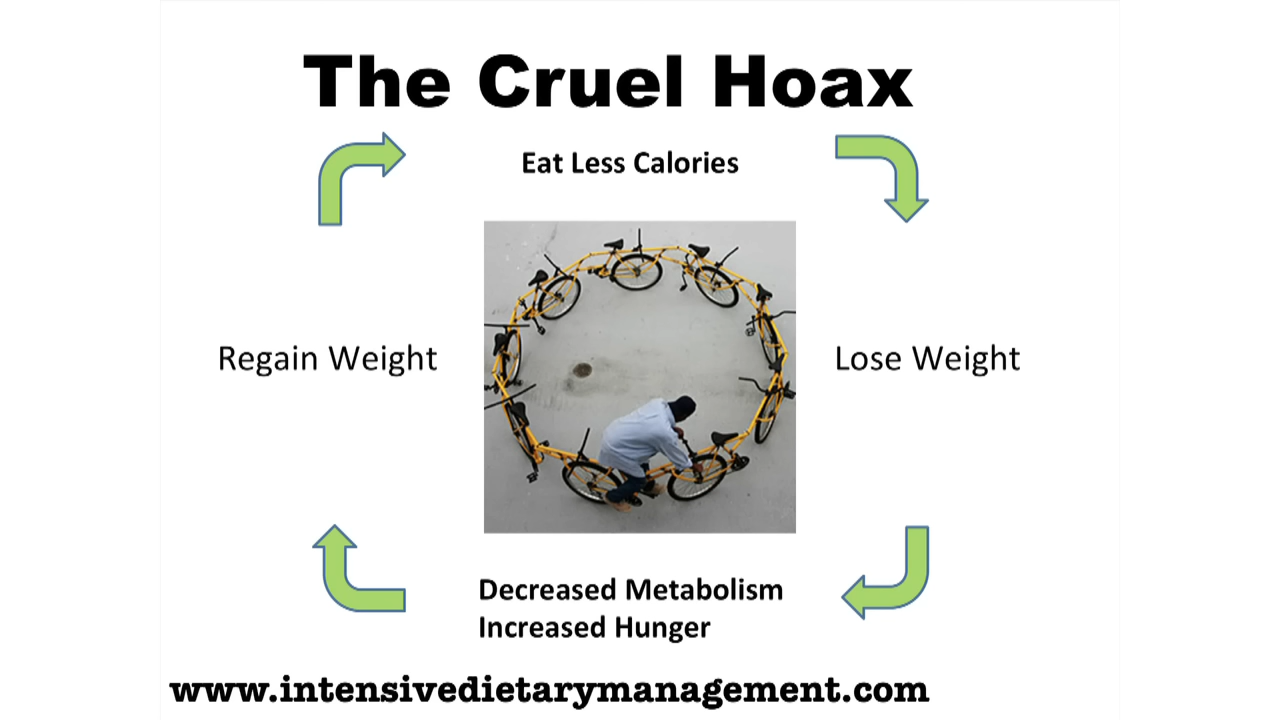 The Cruel Hoax
Eat Less Calories
Regain Weight
Lose Weight
Decreased Metabolism
Increased Hunger
www.intensivedietarymanagement.com